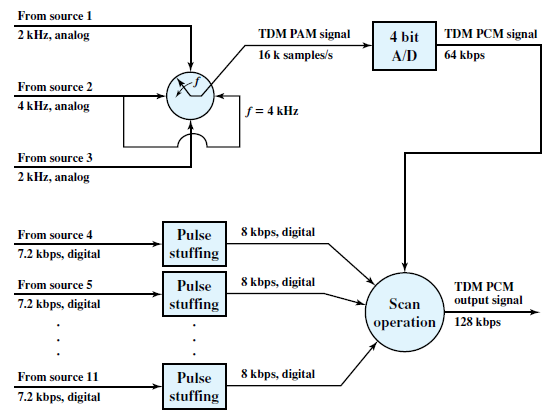 From source 1
2 kHz, analog
TDM PAM signal
16 k samples/s
4 bit
A/D
TDM PCM signal
64 kbps
From source 2
4 kHz, analog
f
f = 4 kHz
From source 3
2 kHz, analog
From source 4
7.2 kbps, digital
Pulse
stuffing
8 kbps, digital
From source 5
7.2 kbps, digital
Pulse
stuffing
8 kbps, digital
Scan
operation
TDM PCM
output signal
128 kbps
From source 11
7.2 kbps, digital
Pulse
stuffing
8 kbps, digital